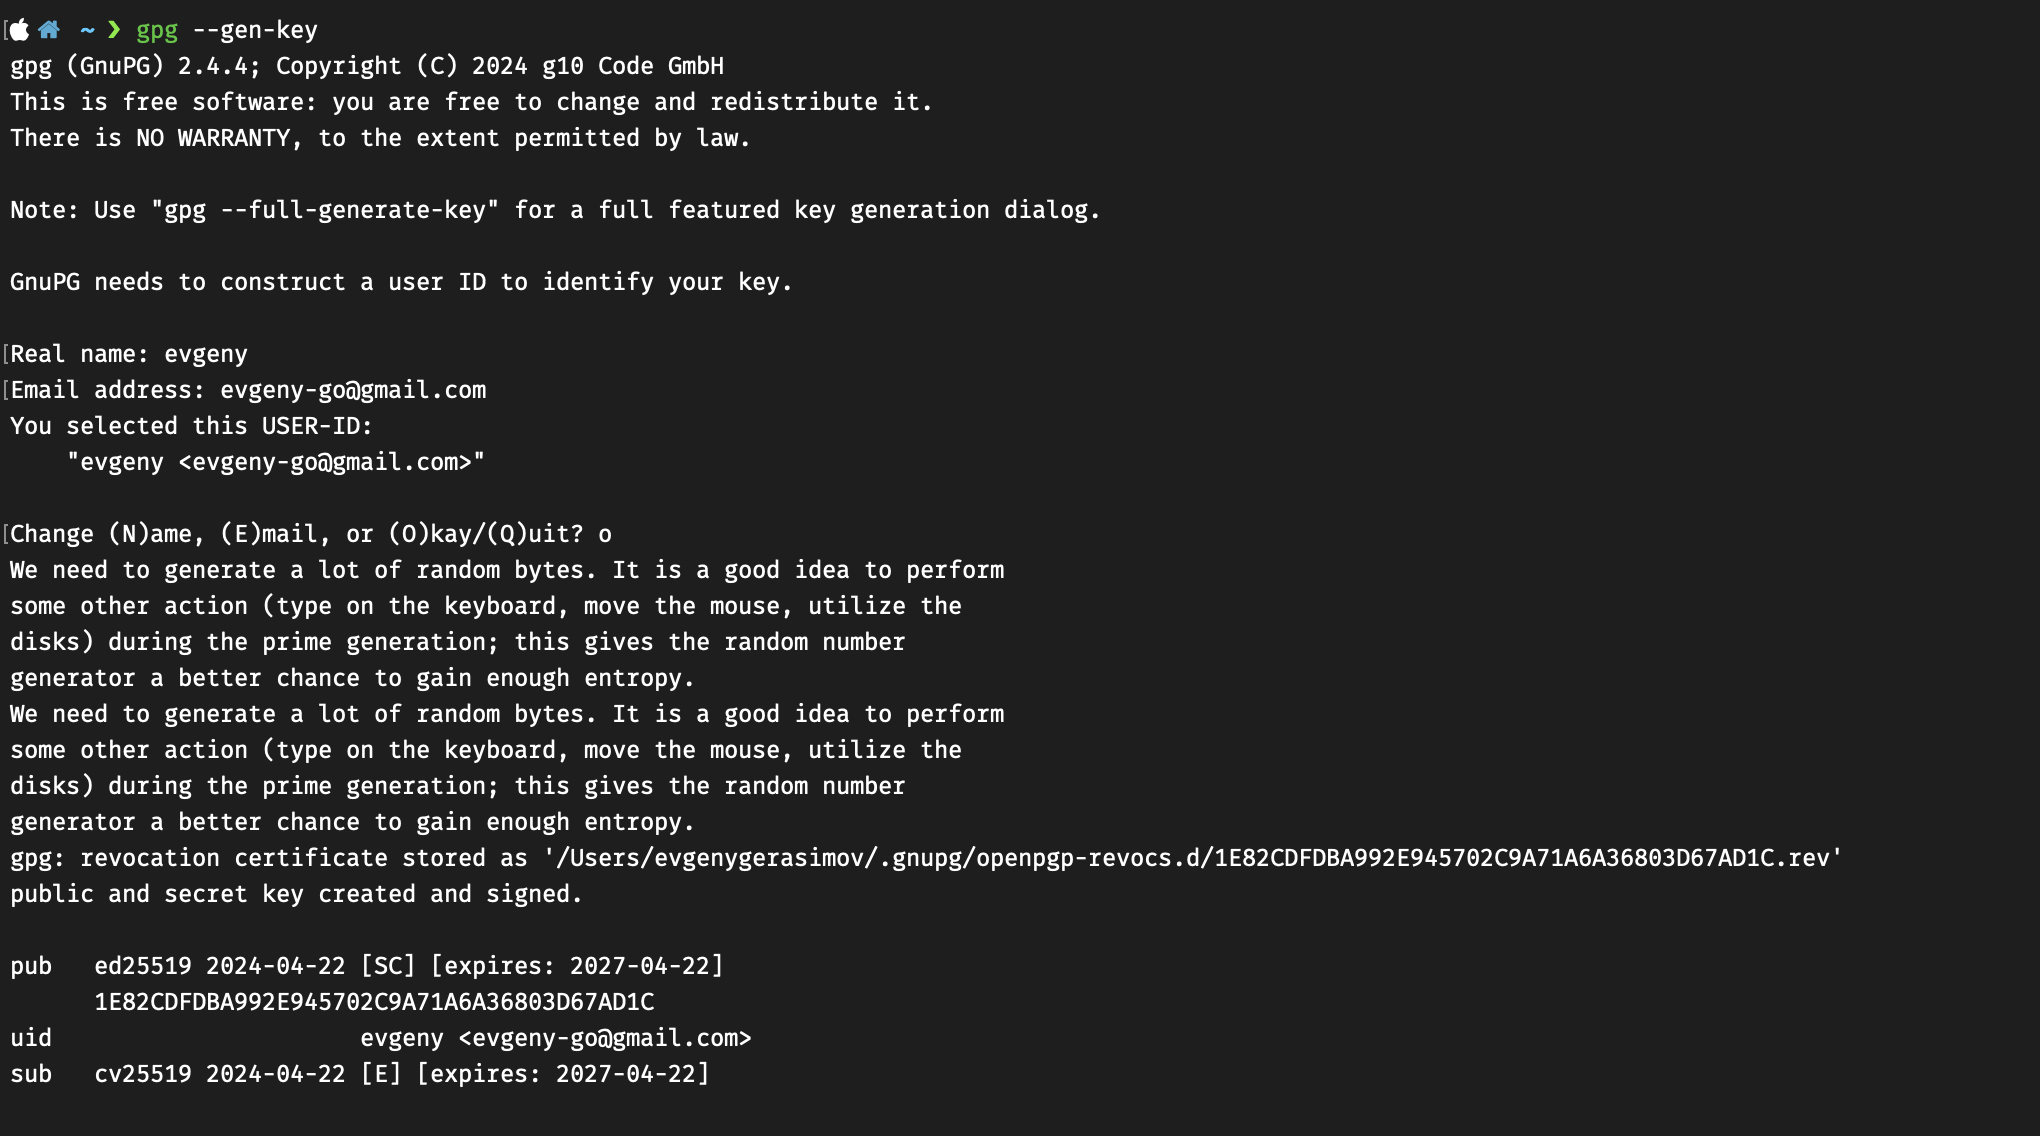 ~ ❯ gpg --gen-key
gpg (GnuPG) 2.4.4; Copyright (C) 2024 g10 Code GmbH
This is free software: you are free to change and redistribute it.
There is NO WARRANTY, to the extent permitted by law.
Note: Use "gpg --full-generate-key" for a full featured key generation dialog.
GnuPG needs to construct a user ID to identify your key.
Real name: evgeny
Email address: evgeny-go@gmail.com
You selected this USER-ID:
"evgeny <evgeny-go@gmail.com>"
Change (N)ame, (E)mail, or (O)kay/(Q)uit? o
We need to generate a lot of random bytes. It is a good idea to perform
some other action (type on the keyboard, move the mouse, utilize the
disks) during the prime generation; this gives the random number
generator a better chance to gain enough entropy.
We need to generate a lot of random bytes. It is a good idea to perform
some other action (type on the keyboard, move the mouse, utilize the
disks) during the prime generation; this gives the random number
generator a better chance to gain enough entropy.
gpg: revocation certificate stored as '/Users/evgenygerasimov/.gnupg/openpgp-revocs.d/1E82CDFDBA992E945702C9A71A6A36803D67AD1C.rev'
public and secret key created and signed.
pub   ed25519 2024-04-22 [SC] [expires: 2027-04-22]
1E82CDFDBA992E945702C9A71A6A36803D67AD1C
uid                   evgeny <evgeny-go@gmail.com>
sub   cv25519 2024-04-22 [E] [expires: 2027-04-22]